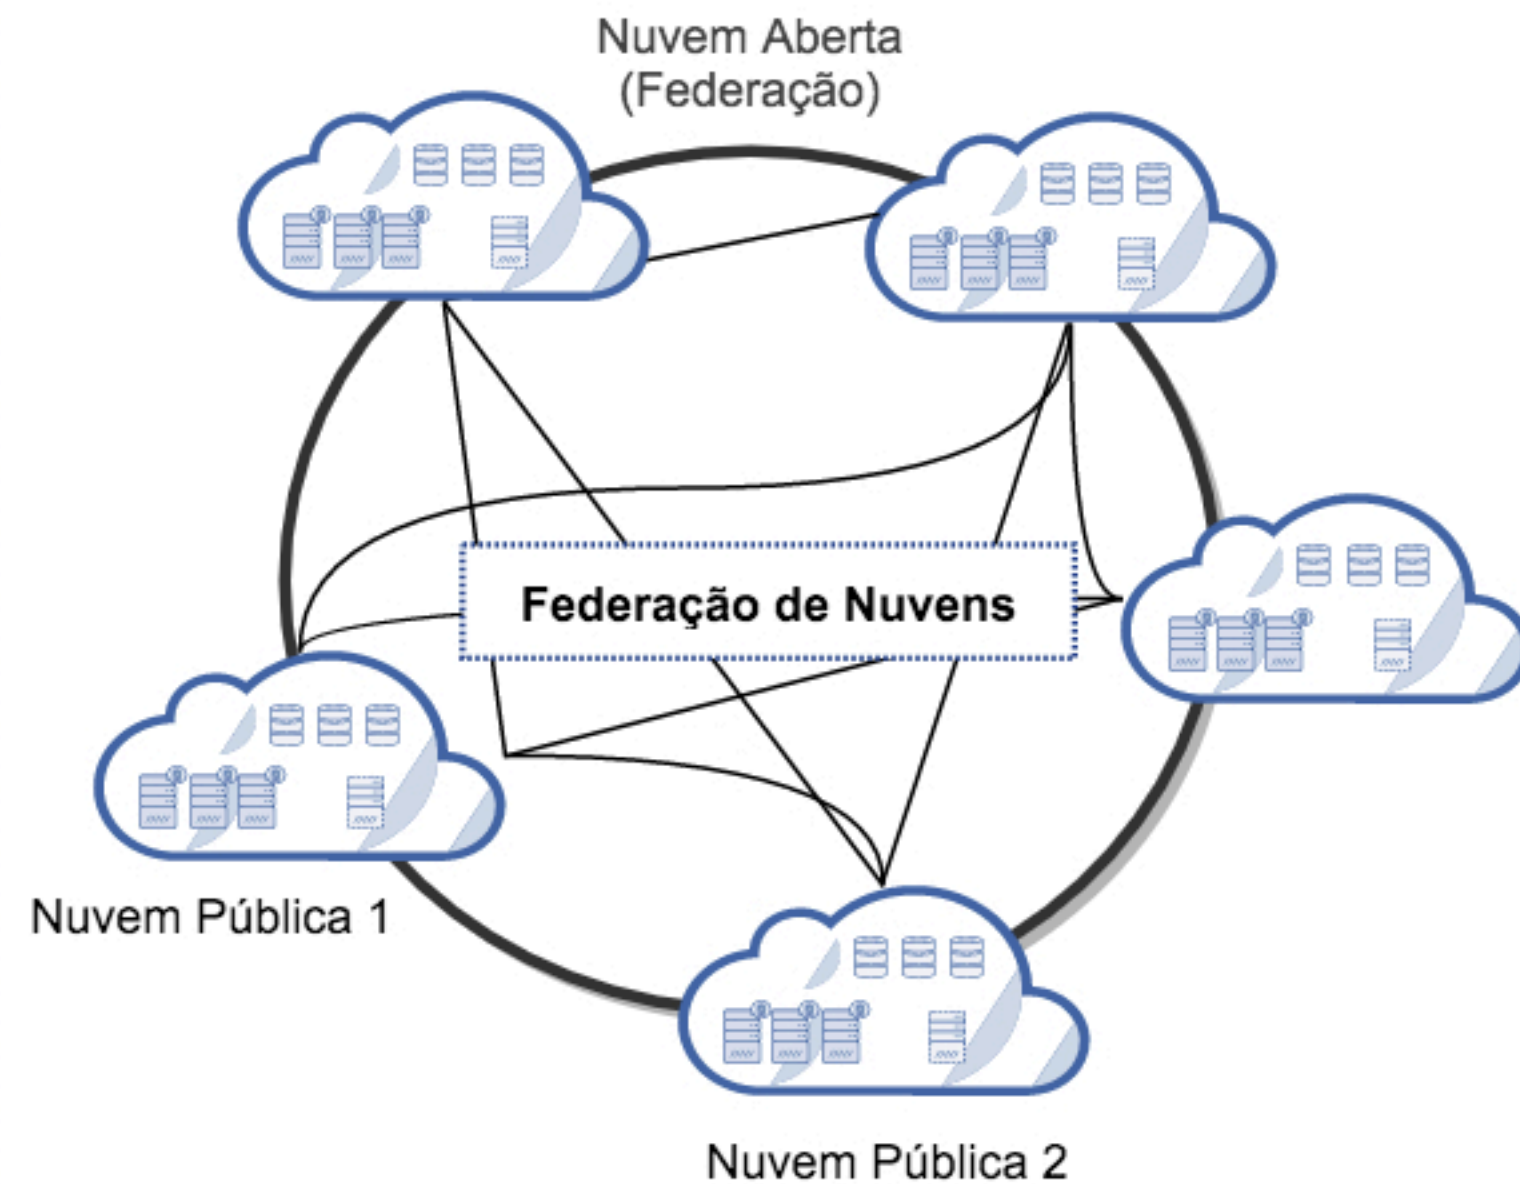 Nuvem Aberta
(Federação)
Federação de Nuvens
Nuvem Pública 1
Nuvem Pública 2